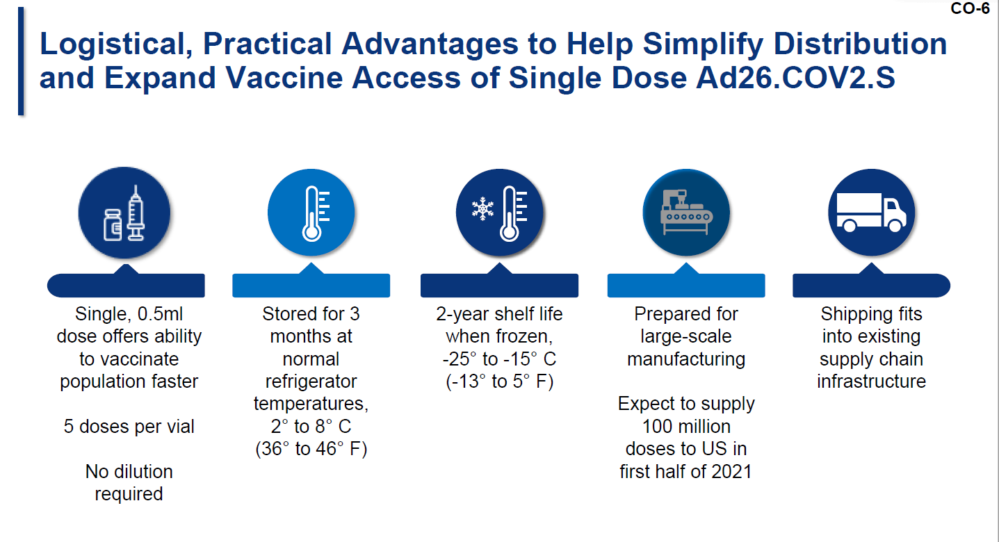 CO-6
Logistical, Practical Advantages to Help Simplify Distribution
and Expand Vaccine Access of Single Dose Ad26.COV2.S
Single, 0.5ml
dose offers ability
to vaccinate
population faster
5 doses per vial
No dilution
required
Stored for 3
months at
normal
refrigerator
temperatures,
2° to 8° C
(36° to 46° F)
2-year shelf life
when frozen,
-25° to -15° C
(-13° to 5° F)
Prepared for
large-scale
manufacturing
Expect to supply
100 million
doses to US in
first half of 2021
Shipping fits
into existing
supply chain
infrastructure